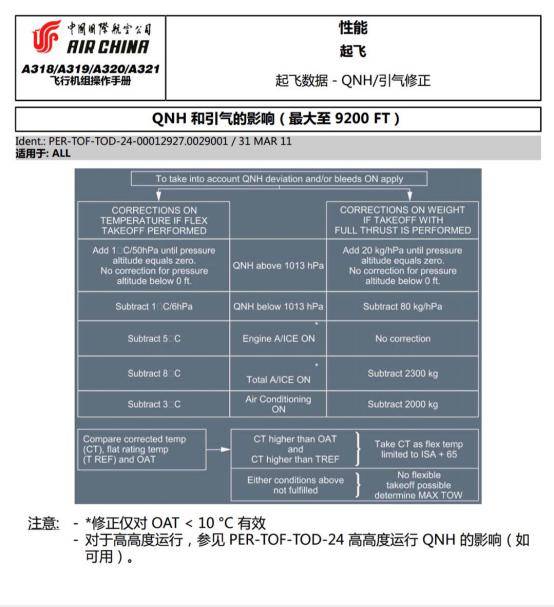 中国国际航空公司
AIR CHINA
A318/A319/A320/A321
飞行机组操作手册
性能
起飞
起飞数据 - QNH/引气修正
QNH 和引气的影响 ( 最大至 9200 FT )
Ident.: PER-TOF-TOD-24-00012927.0029001 / 31 MAR 11
适用于: ALL
To take into account QNH deviation and/or bleeds ON apply
CORRECTIONS ON
TEMPERATURE IF FLEX
TAKEOFF PERFORMED
CORRECTIONS ON WEIGHT
IF TAKEOFF WITH
FULL THRUST IS PERFORMED
Add 1□C/50hPa until pressure
altitude equals zero.
No correction for pressure
altitude below 0 ft.
QNH above 1013 hPa
Add 20 kg/hPa until pressure
altitude equals zero.
No correction for pressure
altitude below 0 ft.
Subtract 1□C/6hPa
QNH below 1013 hPa
Subtract 80 kg/hPa
Subtract 5□C
Engine A/ICE ON *
No correction
Subtract 8□C
Total A/ICE ON *
Subtract 2300 kg
Subtract 3□C
Air Conditioning
ON
Subtract 2000 kg
Compare corrected temp
(CT), flat rating temp
(T REF) and OAT
CT higher than OAT
and
CT higher than TREF
Take CT as flex temp
limited to ISA + 65
Either conditions above
not fulfilled
No flexible
takeoff possible
determine MAX TOW
注意: - *修正仅对 OAT < 10 °C 有效
- 对于高高度运行，参见 PER-TOF-TOD-24 高高度运行 QNH 的影响 ( 如
可用 ) 。